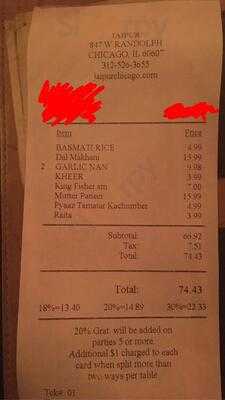 JAIPUR
847 W RANDOLPH
CHICAGO, IL 60607
312-526-3655
jaipurchicago.com
Item Price
BASMATI RICE 4.99
Dal Makhani 15.99
2 GARLIC NAN 9.98
KHEER 3.99
King Fisher sm 7.00
Mutter Paneer 15.99
Pyaaz Tamatar Kachumber 4.99
Raita 3.99
Subtotal: 66.92
Tax: 7.51
Total: 74.43
Total: 74.43
18%=13.40 20%=14.89 30%=22.33
20% Grat. will be added on
parties 5 or more.
Additional $1 charged to each
card when split more than
two ways per table
Tck#: 01